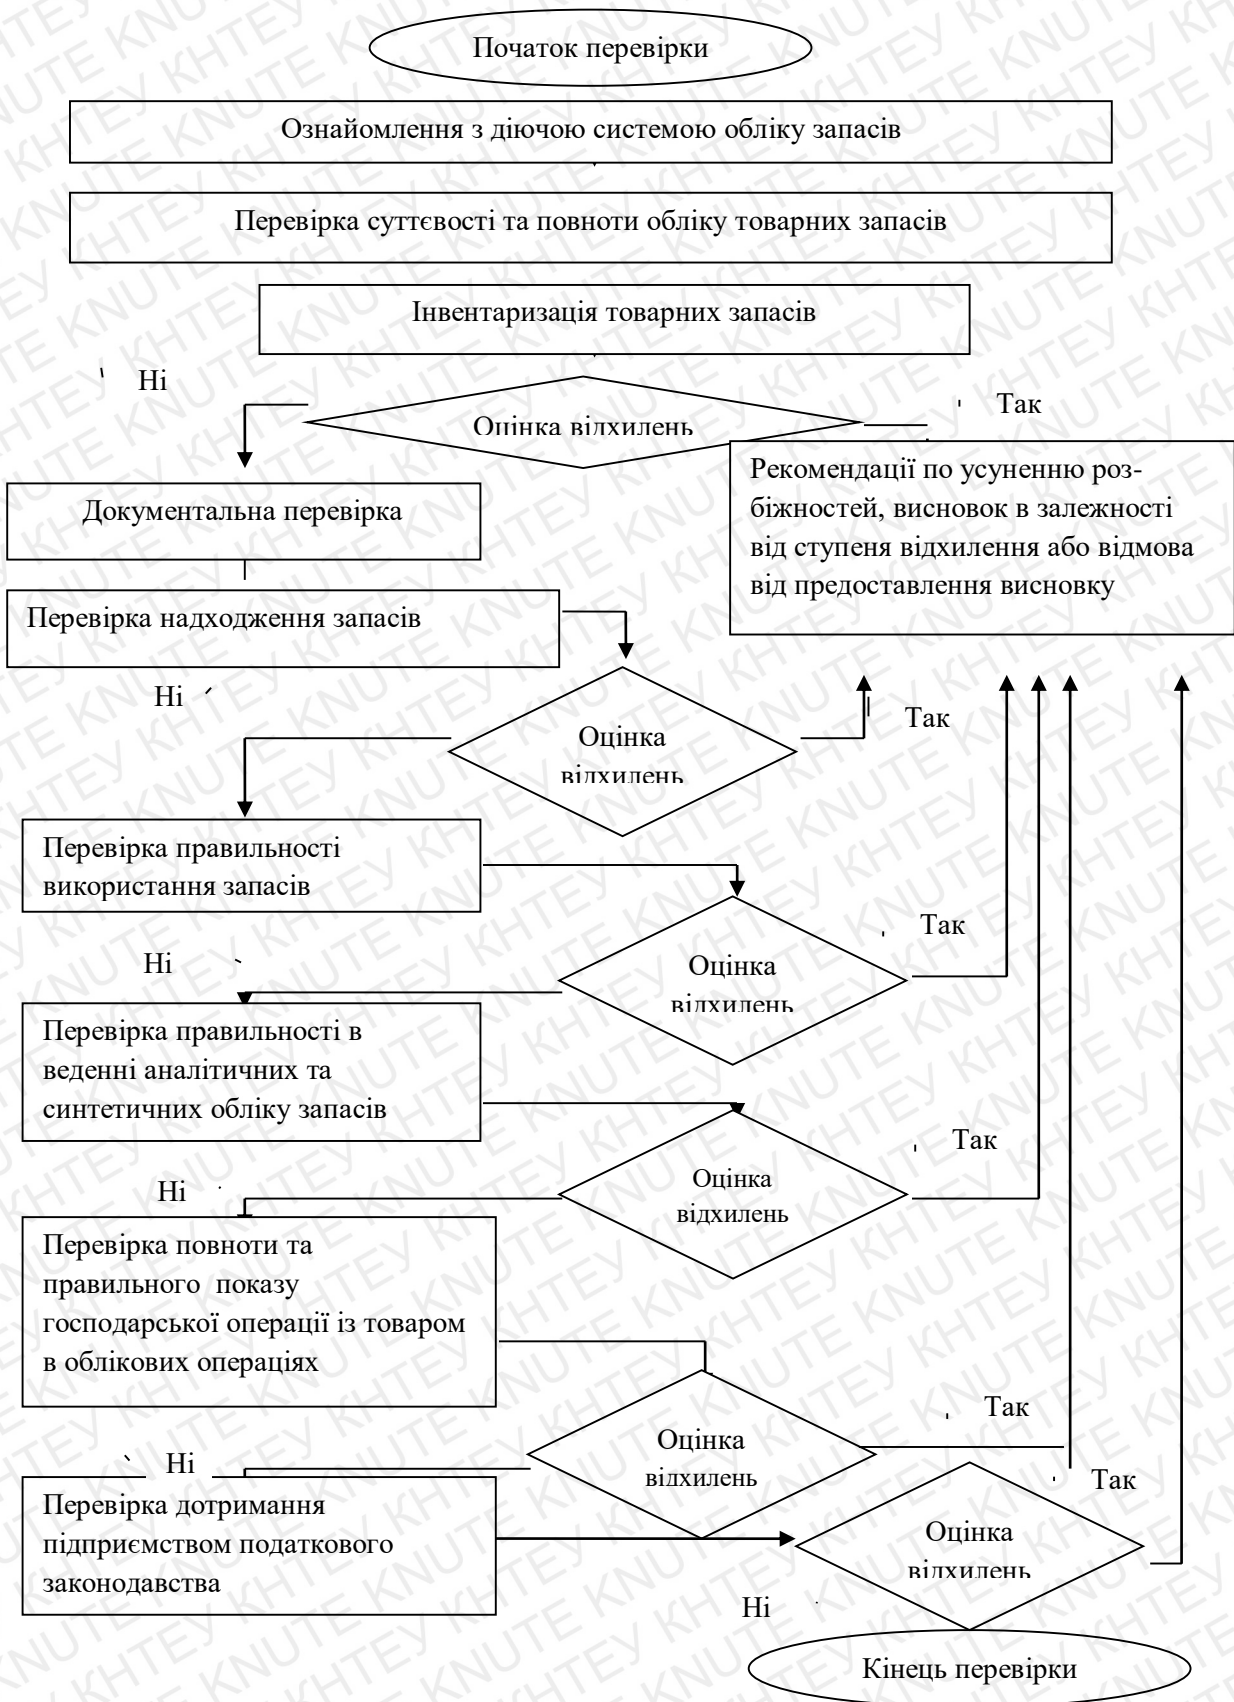 Початок перевірки
Ознайомлення з діючою системою обліку запасів
Перевірка суттєвості та повноти обліку товарних запасів
Інвентаризація товарних запасів
Ні
Так
Оцінка відхилень
Рекомендації по усуненню роз-
біжностей, висновок в залежності
від ступеня відхилення або відмова
від предоставлення висновку
Документальна перевірка
Перевірка надходження запасів
Ні
Так
Оцінка
відхилень
Перевірка правильності
використання запасів
Так
Ні
Оцінка
відхилень
Перевірка правильності в
веденні аналітичних та
синтетичних обліку запасів
Так
Ні
Оцінка
відхилень
Перевірка повноти та
правильного показу
господарської операції із товаром
в облікових операціях
Так
Ні
Оцінка
відхилень
Так
Перевірка дотримання
підприємством податкового
законодавства
Оцінка
відхилень
Ні
Кінець перевірки